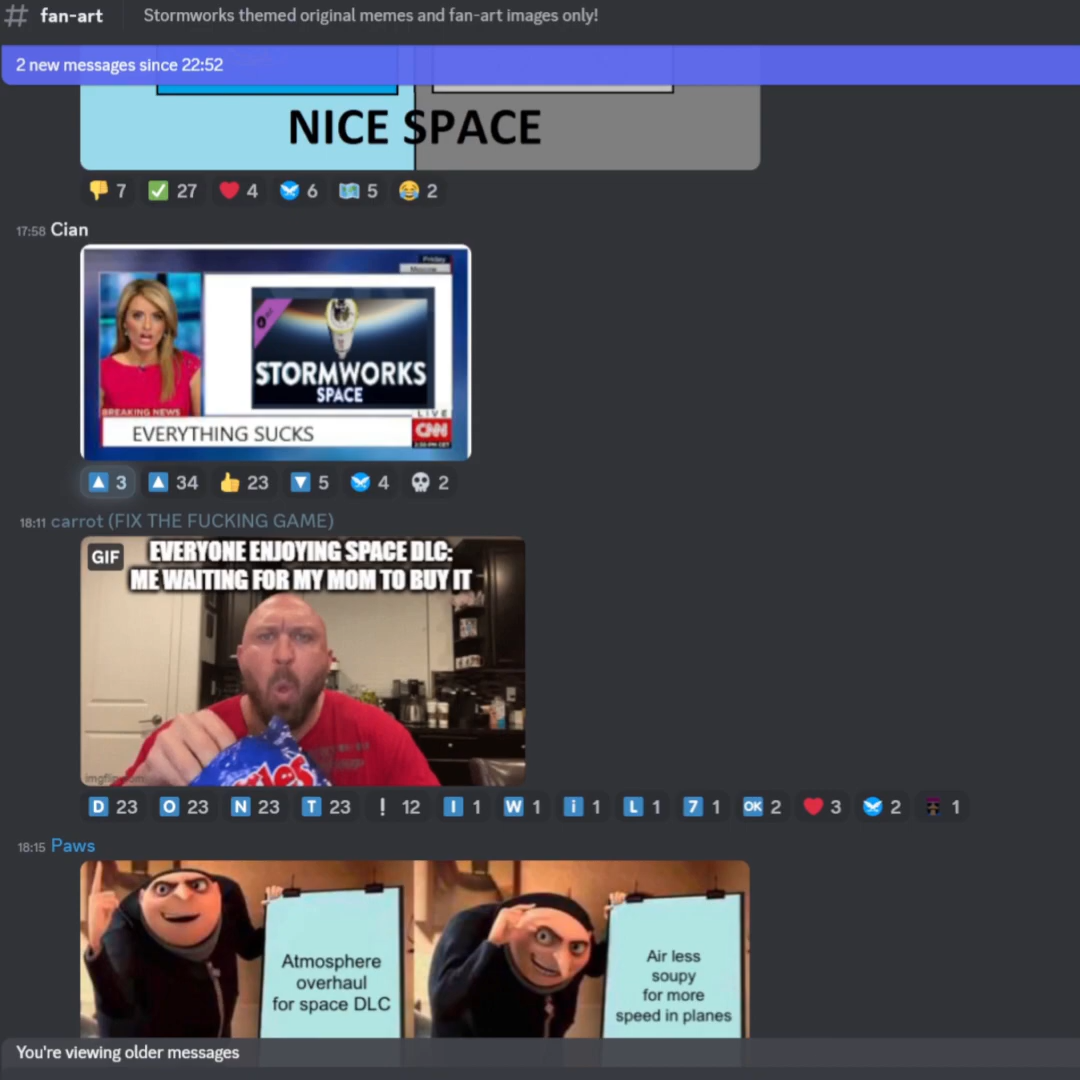 fan-art
Stormworks themed original memes and fan-art images only!
2 new messages since 22:52
NICE SPACE
7 27 4 6 5 2
17:58 Cian
Friday
Moscow
STORMWORKS
SPACE
BREAKING NEWS
LIVE
EVERYTHING SUCKS
CNN
3 34 23 5 4 2
18:11 carrot (FIX THE FUCKING GAME)
GIF
EVERYONE ENJOYING SPACE DLC:
ME WAITING FOR MY MOM TO BUY IT
D 23 O 23 N 23 T 23 ! 12 I 1 W 1 i 1 L 1 7 1 OK 2 3 2 1
18:15 Paws
Atmosphere
overhaul
for space DLC
Air less
soupy
for more
speed in planes
You're viewing older messages